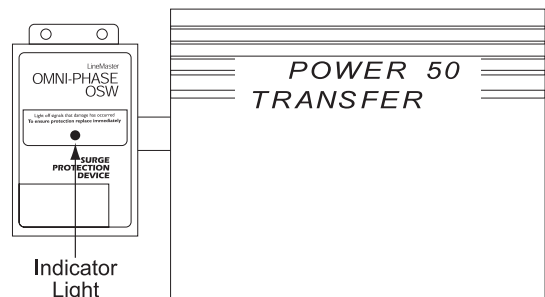 LineMaster
OMNI-PHASE
OSW
Light off signals that damage has occurred
To ensure protection replace immediately
SURGE
PROTECTION
DEVICE
Indicator
Light
POWER 50
TRANSFER